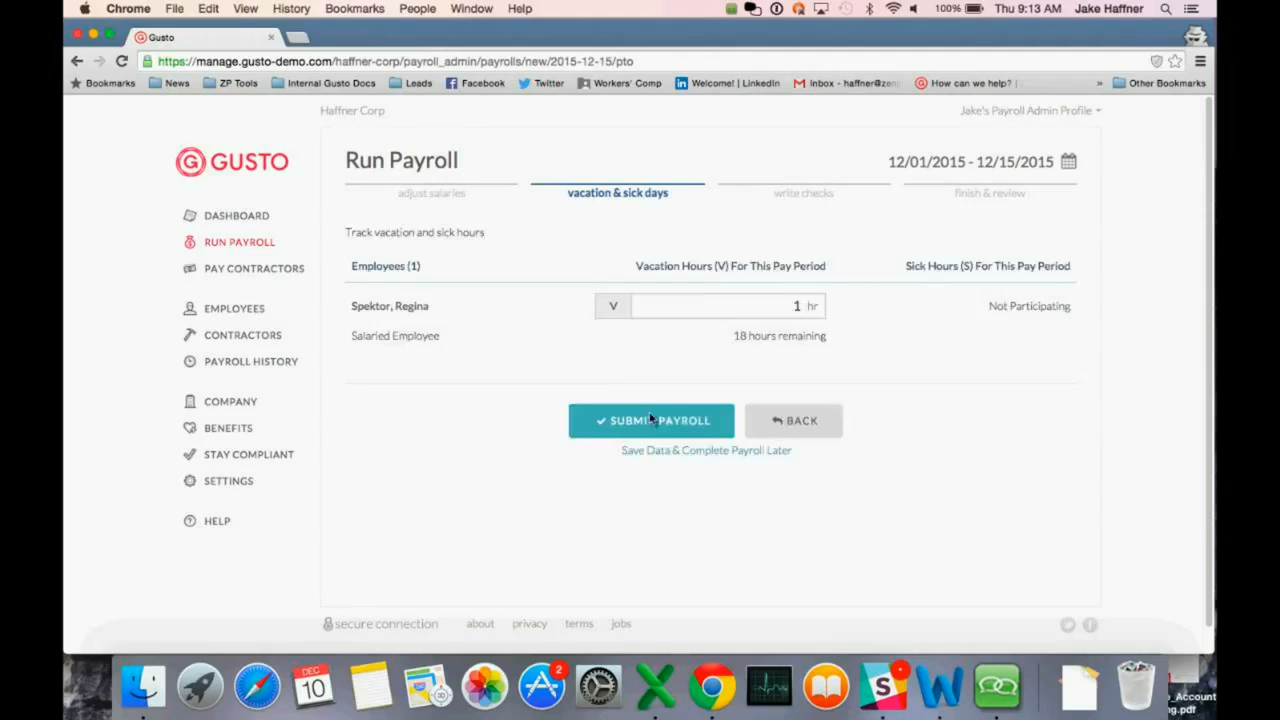 Chrome File Edit View History Bookmarks People Window Help 100% Thu 9:13 AM Jake Haffner
Gusto
https://manage.gusto-demo.com/haffner-corp/payroll_admin/payrolls/new/2015-12-15/pto
Bookmarks News ZP Tools Internal Gusto Docs Leads Facebook Twitter Workers' Comp Welcome! | LinkedIn Inbox - haffner@zen How can we help? | » Other Bookmarks
Haffner Corp Jake's Payroll Admin Profile
GUSTO
DASHBOARD
RUN PAYROLL
PAY CONTRACTORS
EMPLOYEES
CONTRACTORS
PAYROLL HISTORY
COMPANY
BENEFITS
STAY COMPLIANT
SETTINGS
HELP
Run Payroll 12/01/2015 - 12/15/2015
adjust salaries vacation & sick days write checks finish & review
Track vacation and sick hours
Employees (1) Vacation Hours (V) For This Pay Period Sick Hours (S) For This Pay Period
Spektor, Regina V 1 hr Not Participating
Salaried Employee 18 hours remaining
SUBMIT PAYROLL BACK
Save Data & Complete Payroll Later
secure connection about privacy terms jobs
DEC
10
2
_Account
ng.pdf